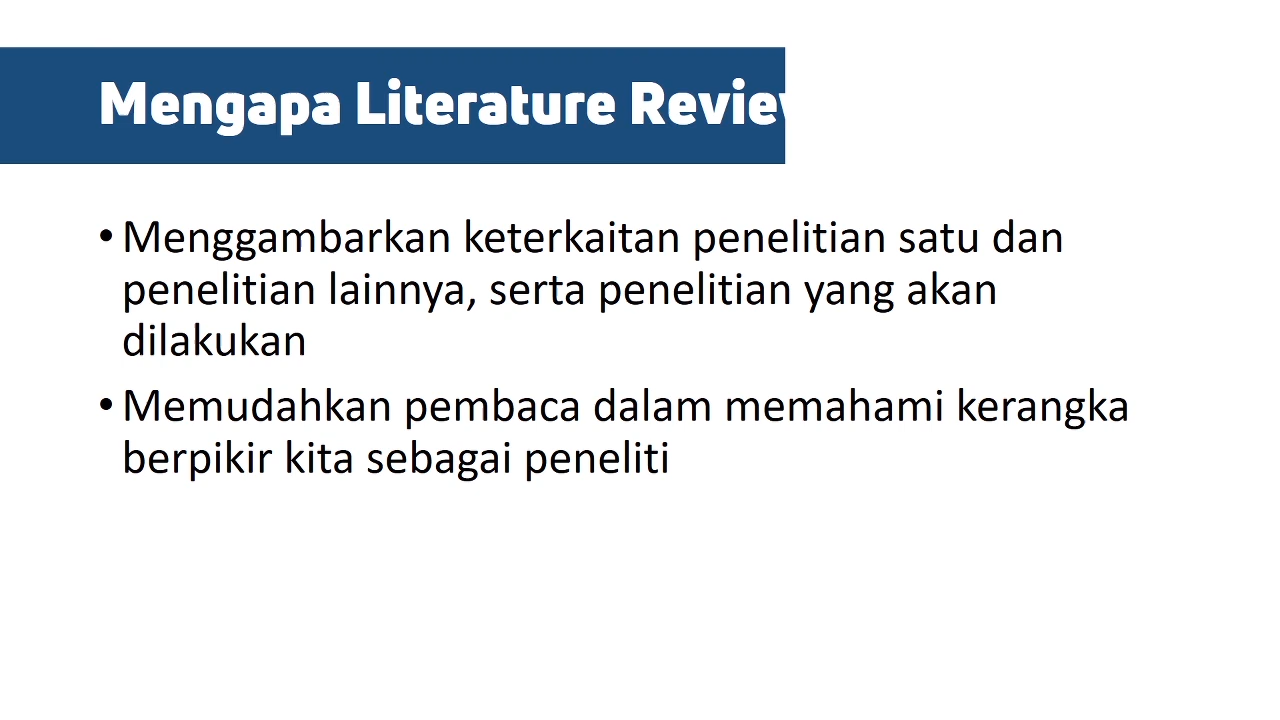 Mengapa Literature Review
• Menggambarkan keterkaitan penelitian satu dan
penelitian lainnya, serta penelitian yang akan
dilakukan
• Memudahkan pembaca dalam memahami kerangka
berpikir kita sebagai peneliti